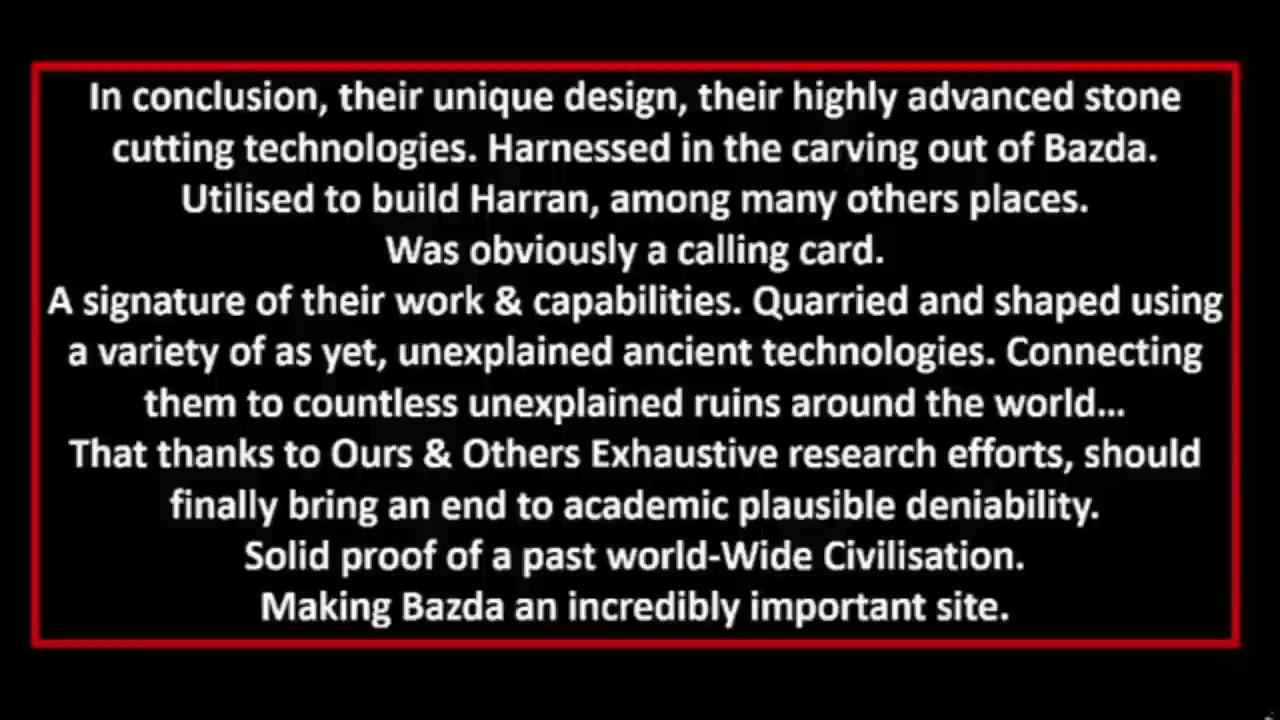 In conclusion, their unique design, their highly advanced stone
cutting technologies. Harnessed in the carving out of Bazda.
Utilised to build Harran, among many others places.
Was obviously a calling card.
A signature of their work & capabilities. Quarried and shaped using
a variety of as yet, unexplained ancient technologies. Connecting
them to countless unexplained ruins around the world...
That thanks to Ours & Others Exhaustive research efforts, should
finally bring an end to academic plausible deniability.
Solid proof of a past world-Wide Civilisation.
Making Bazda an incredibly important site.